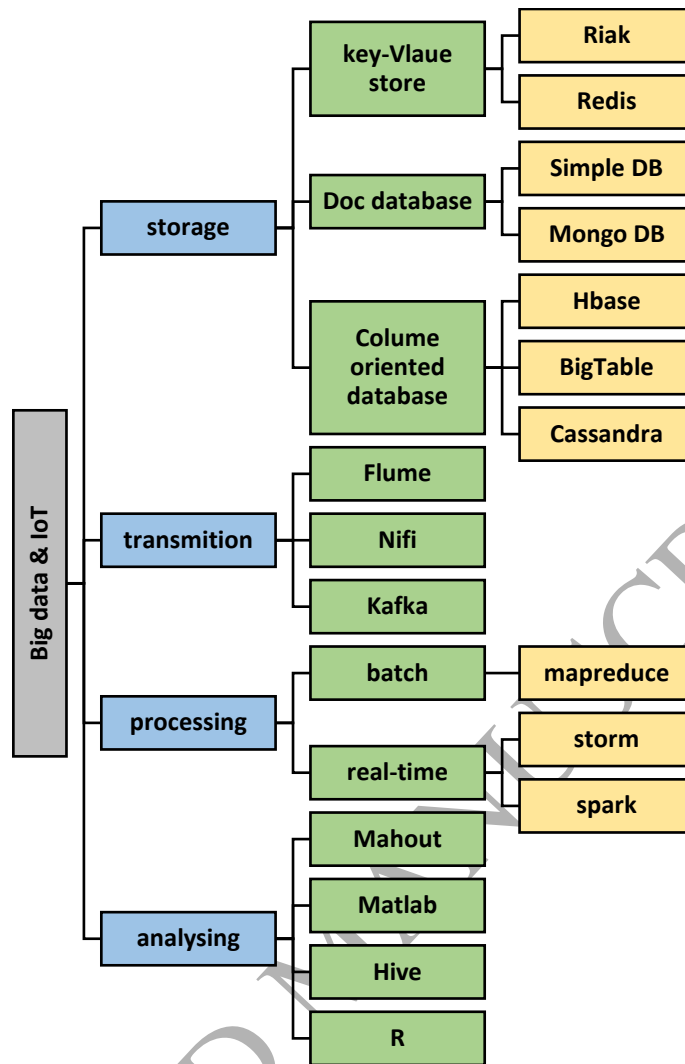 Big data & IoT
storage
key-Vlaue
store
Riak
Redis
Doc database
Simple DB
Mongo DB
Colume
oriented
database
Hbase
BigTable
Cassandra
transmition
Flume
Nifi
Kafka
processing
batch
mapreduce
real-time
storm
spark
analysing
Mahout
Matlab
Hive
R